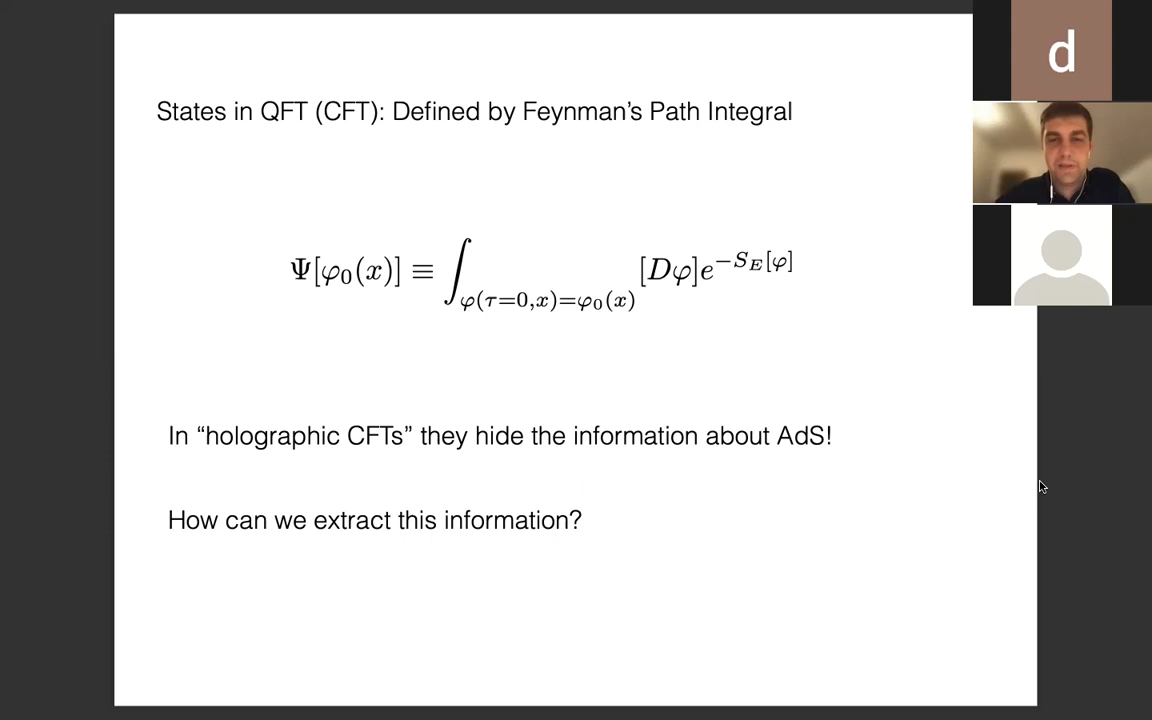 States in QFT (CFT): Defined by Feynman's Path Integral
d
Ψ[φ₀(x)] ≡ ∫_{φ(τ=0,x)=φ₀(x)} [Dφ]e^{−S_E[φ]}
In “holographic CFTs” they hide the information about AdS!
How can we extract this information?